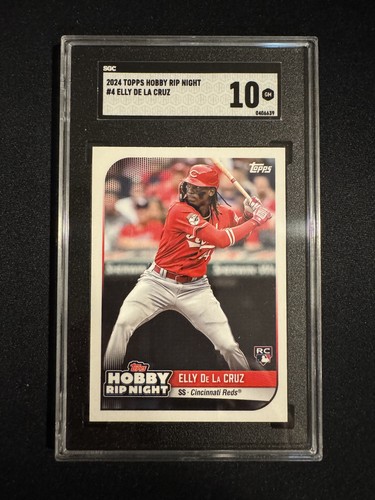 SGC
2024 TOPPS HOBBY RIP NIGHT
#4 ELLY DE LA CRUZ
10 GM
0406639
Topps
RC
Topps
HOBBY
RIP NIGHT
ELLY DE LA CRUZ
SS · Cincinnati Reds®